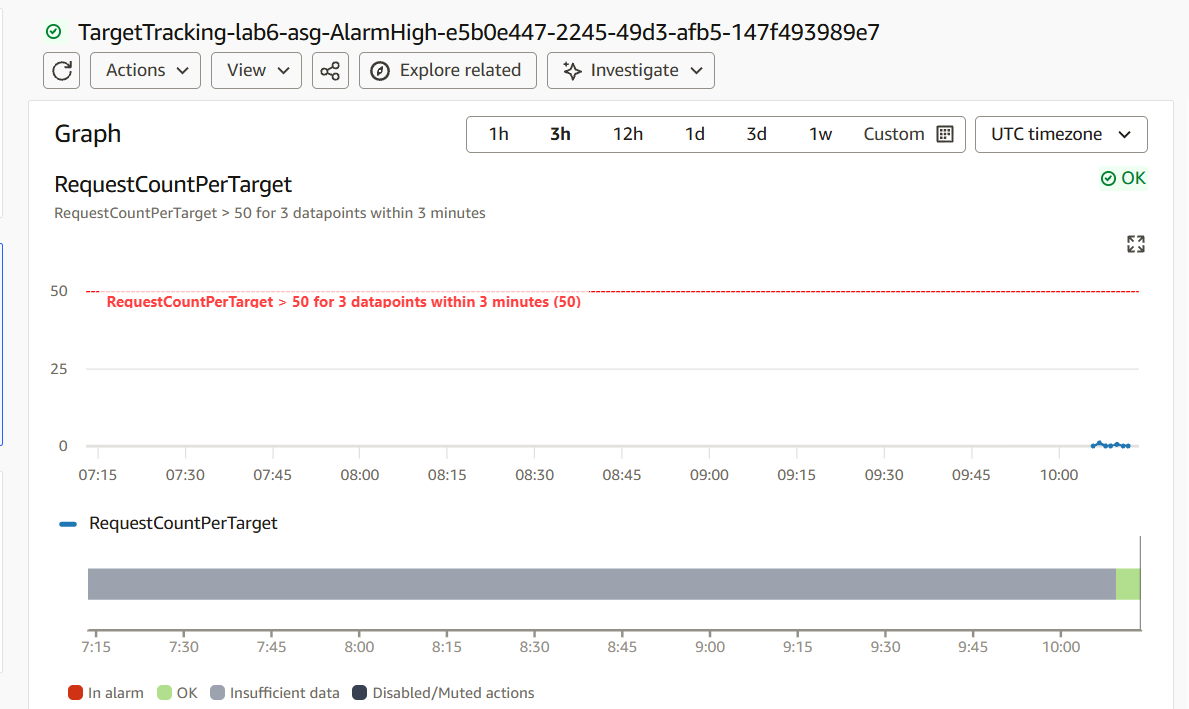 TargetTracking-lab6-asg-AlarmHigh-e5b0e447-2245-49d3-afb5-147f493989e7
Actions View Explore related Investigate
Graph 1h 3h 12h 1d 3d 1w Custom UTC timezone
RequestCountPerTarget OK
RequestCountPerTarget > 50 for 3 datapoints within 3 minutes
50
RequestCountPerTarget > 50 for 3 datapoints within 3 minutes (50)
25
0
07:15 07:30 07:45 08:00 08:15 08:30 08:45 09:00 09:15 09:30 09:45 10:00
RequestCountPerTarget
7:15 7:30 7:45 8:00 8:15 8:30 8:45 9:00 9:15 9:30 9:45 10:00
In alarm OK Insufficient data Disabled/Muted actions